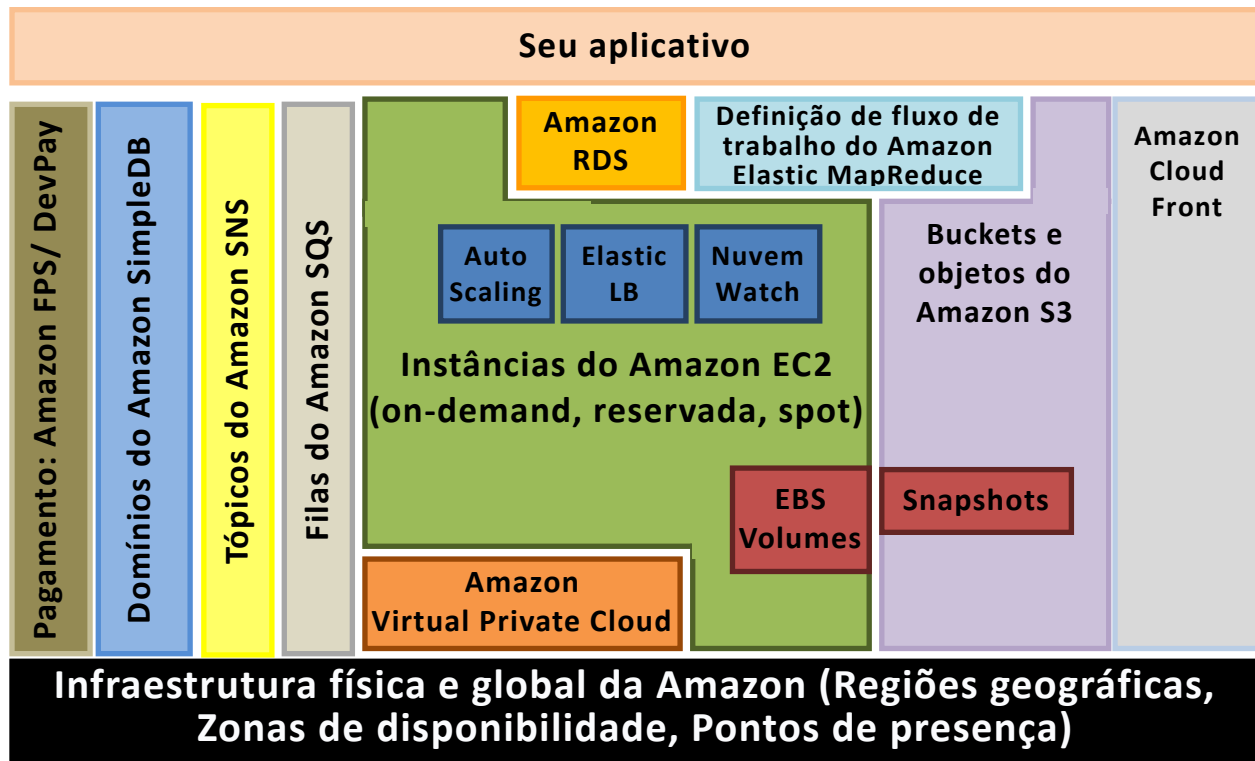 Seu aplicativo
Pagamento: Amazon FPS/ DevPay
Domínios do Amazon SimpleDB
Tópicos do Amazon SNS
Filas do Amazon SQS
Amazon
RDS
Definição de fluxo de
trabalho do Amazon
Elastic MapReduce
Amazon
Cloud
Front
Auto
Scaling
Elastic
LB
Nuvem
Watch
Buckets e
objetos do
Amazon S3
Instâncias do Amazon EC2
(on-demand, reservada, spot)
EBS
Volumes
Snapshots
Amazon
Virtual Private Cloud
Infraestrutura física e global da Amazon (Regiões geográficas,
Zonas de disponibilidade, Pontos de presença)